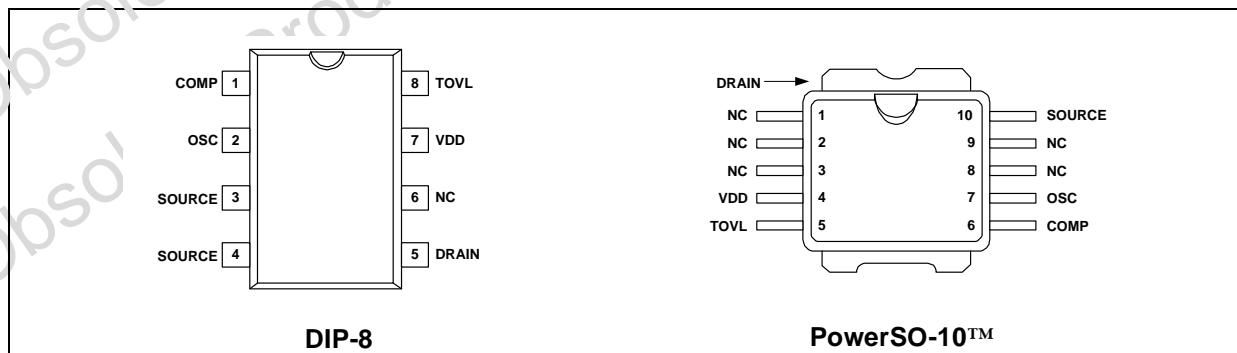 COMP 1
OSC 2
SOURCE 3
SOURCE 4
8 TOVL
7 VDD
6 NC
5 DRAIN
DIP-8
DRAIN
NC 1
NC 2
NC 3
VDD 4
TOVL 5
10 SOURCE
9 NC
8 NC
7 OSC
6 COMP
PowerSO-10™